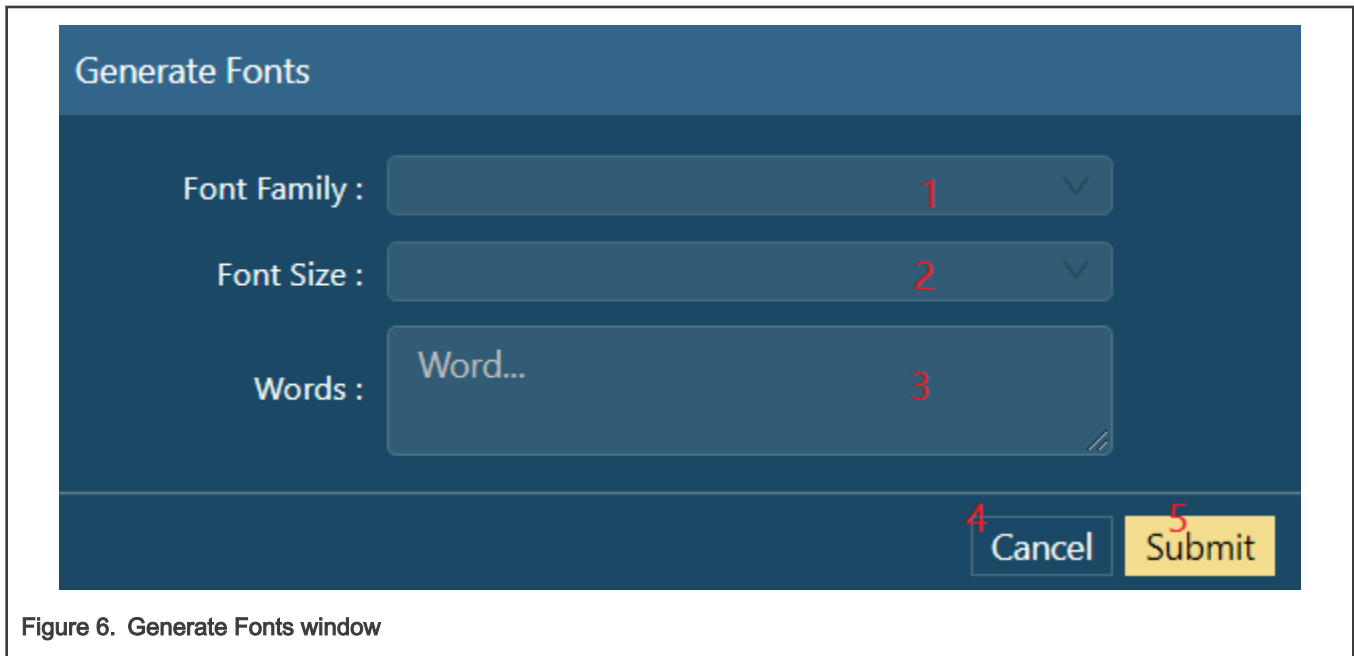 Generate Fonts
Font Family : 1
Font Size : 2
Words : Word... 3
4 Cancel 5 Submit
Figure 6. Generate Fonts window